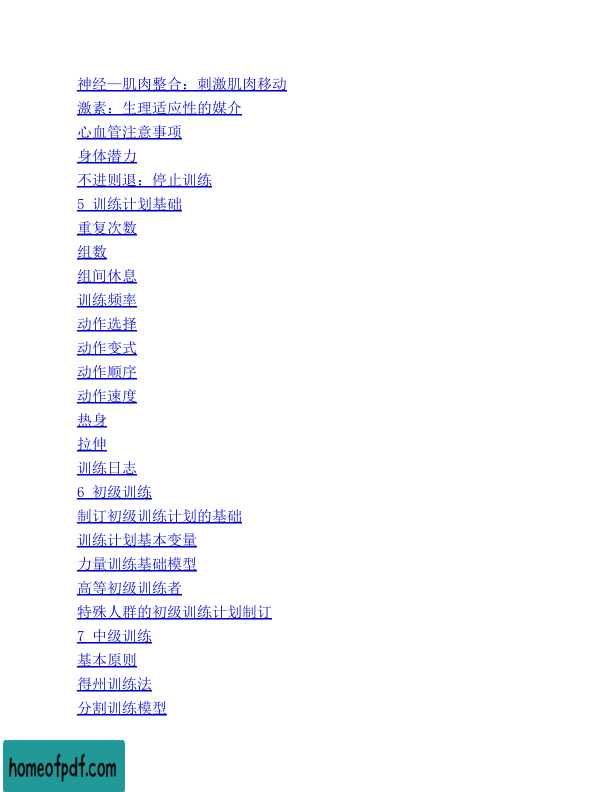 神经—肌肉整合：刺激肌肉移动
激素：生理适应性的媒介
心血管注意事项
身体潜力
不进则退：停止训练
5 训练计划基础
重复次数
组数
组间休息
训练频率
动作选择
动作变式
动作顺序
动作速度
热身
拉伸
训练日志
6 初级训练
制订初级训练计划的基础
训练计划基本变量
力量训练基础模型
高等初级训练者
特殊人群的初级训练计划制订
7 中级训练
基本原则
得州训练法
分割训练模型
homeofpdf.com